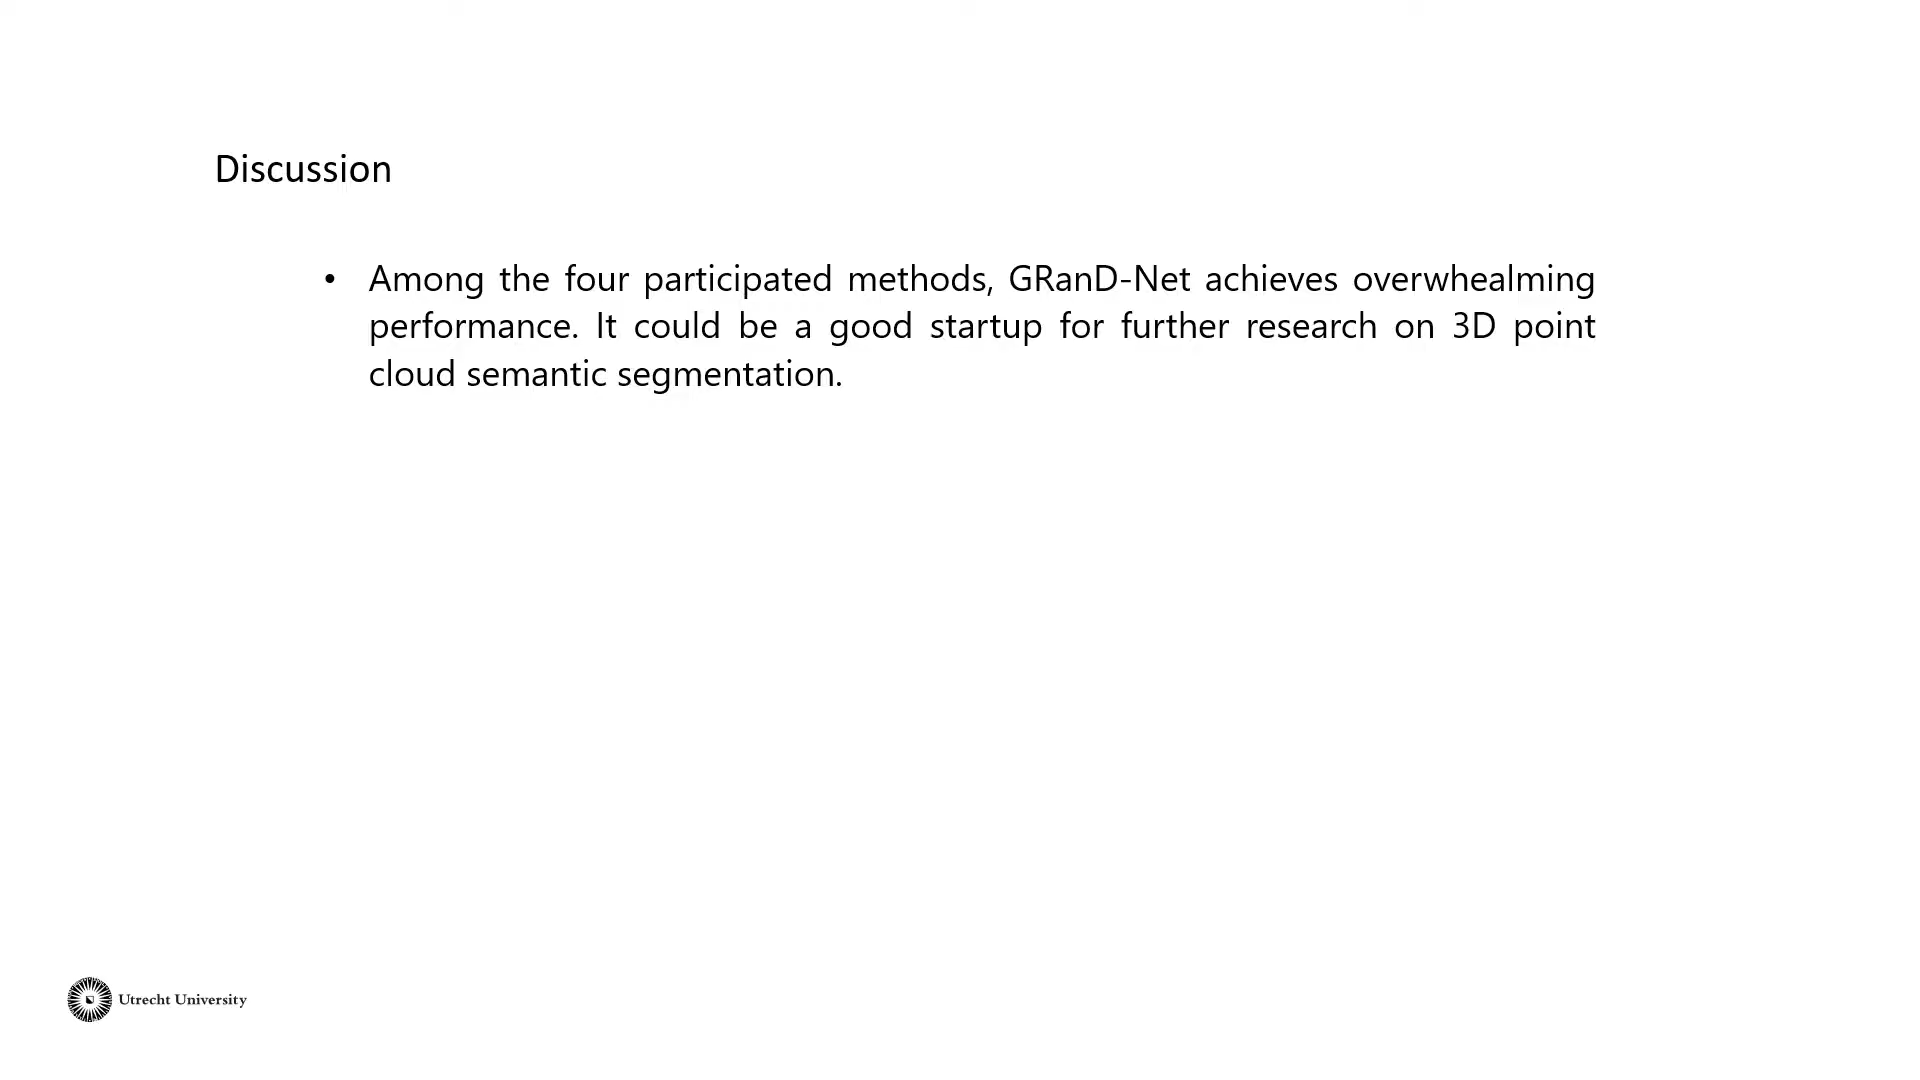 Discussion
• Among the four participated methods, GRanD-Net achieves overwhealming
performance. It could be a good startup for further research on 3D point
cloud semantic segmentation.
Utrecht University